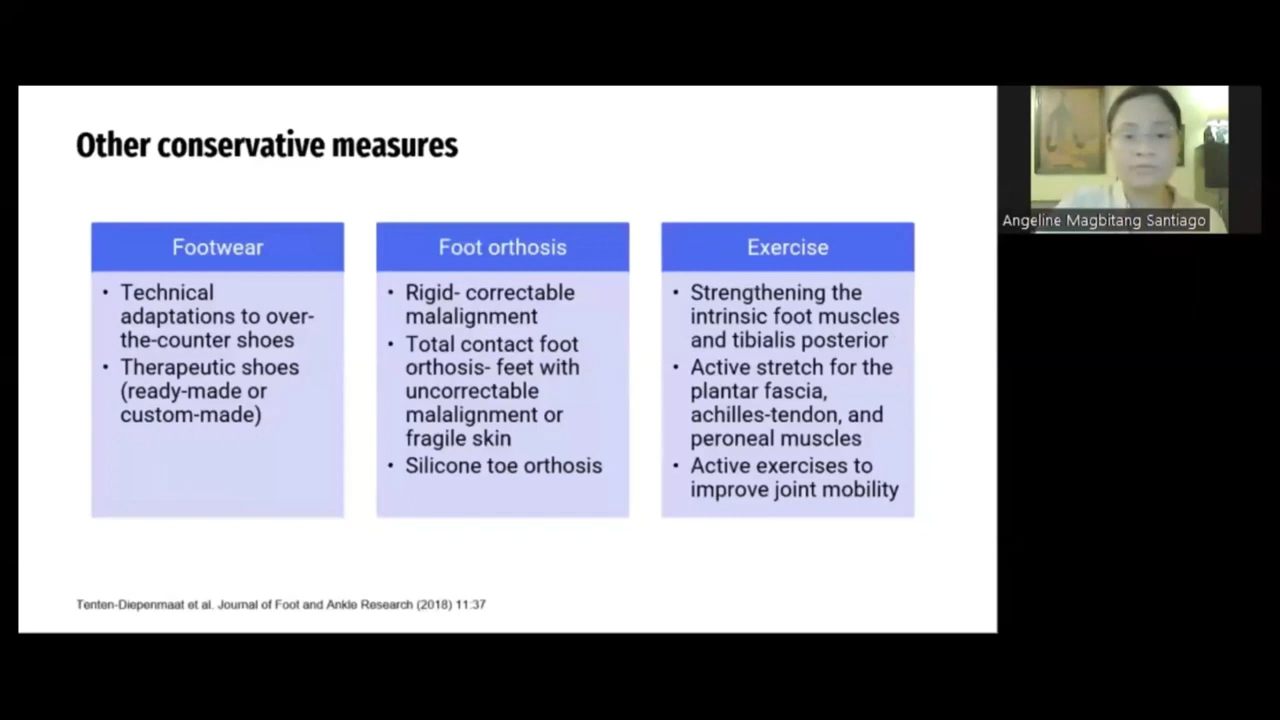 Other conservative measures
Angeline Magbitang Santiago
Footwear
• Technical
adaptations to over-
the-counter shoes
• Therapeutic shoes
(ready-made or
custom-made)
Foot orthosis
• Rigid- correctable
malalignment
• Total contact foot
orthosis- feet with
uncorrectable
malalignment or
fragile skin
• Silicone toe orthosis
Exercise
• Strengthening the
intrinsic foot muscles
and tibialis posterior
• Active stretch for the
plantar fascia,
achilles-tendon, and
peroneal muscles
• Active exercises to
improve joint mobility
Tenten-Diepenmaat et al. Journal of Foot and Ankle Research (2018) 11:37